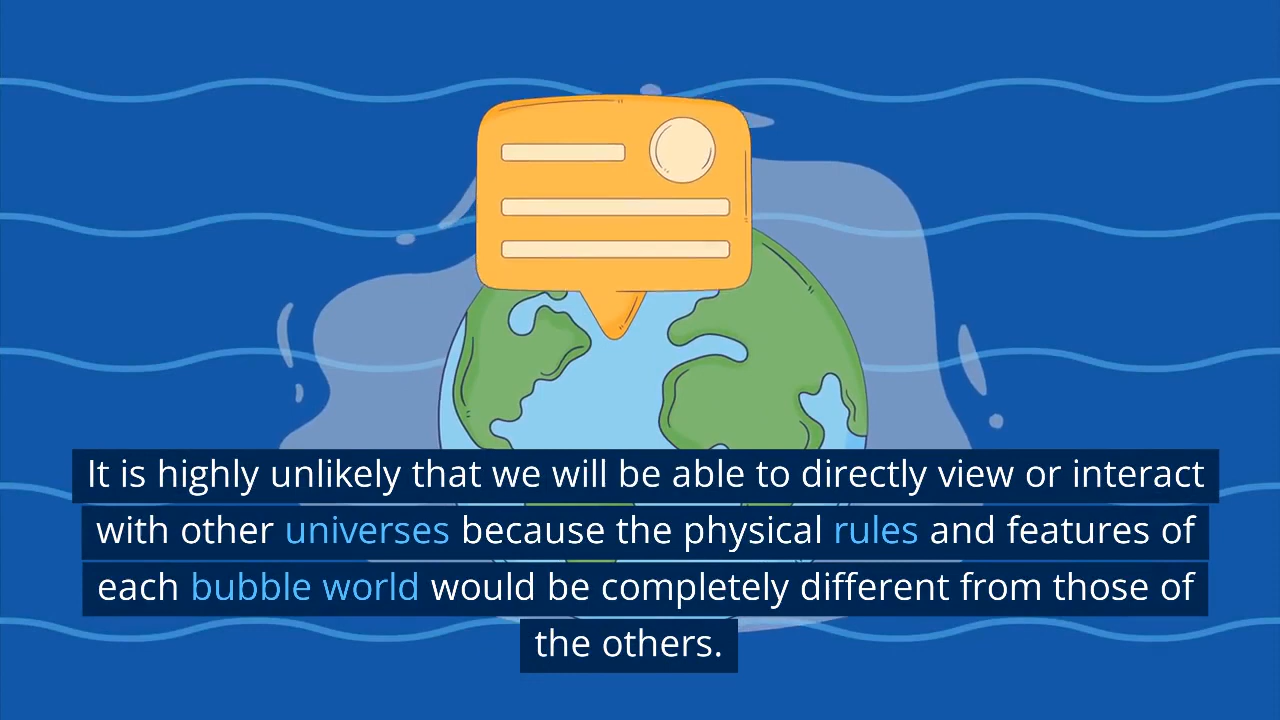 It is highly unlikely that we will be able to directly view or interact
with other universes because the physical rules and features of
each bubble world would be completely different from those of
the others.